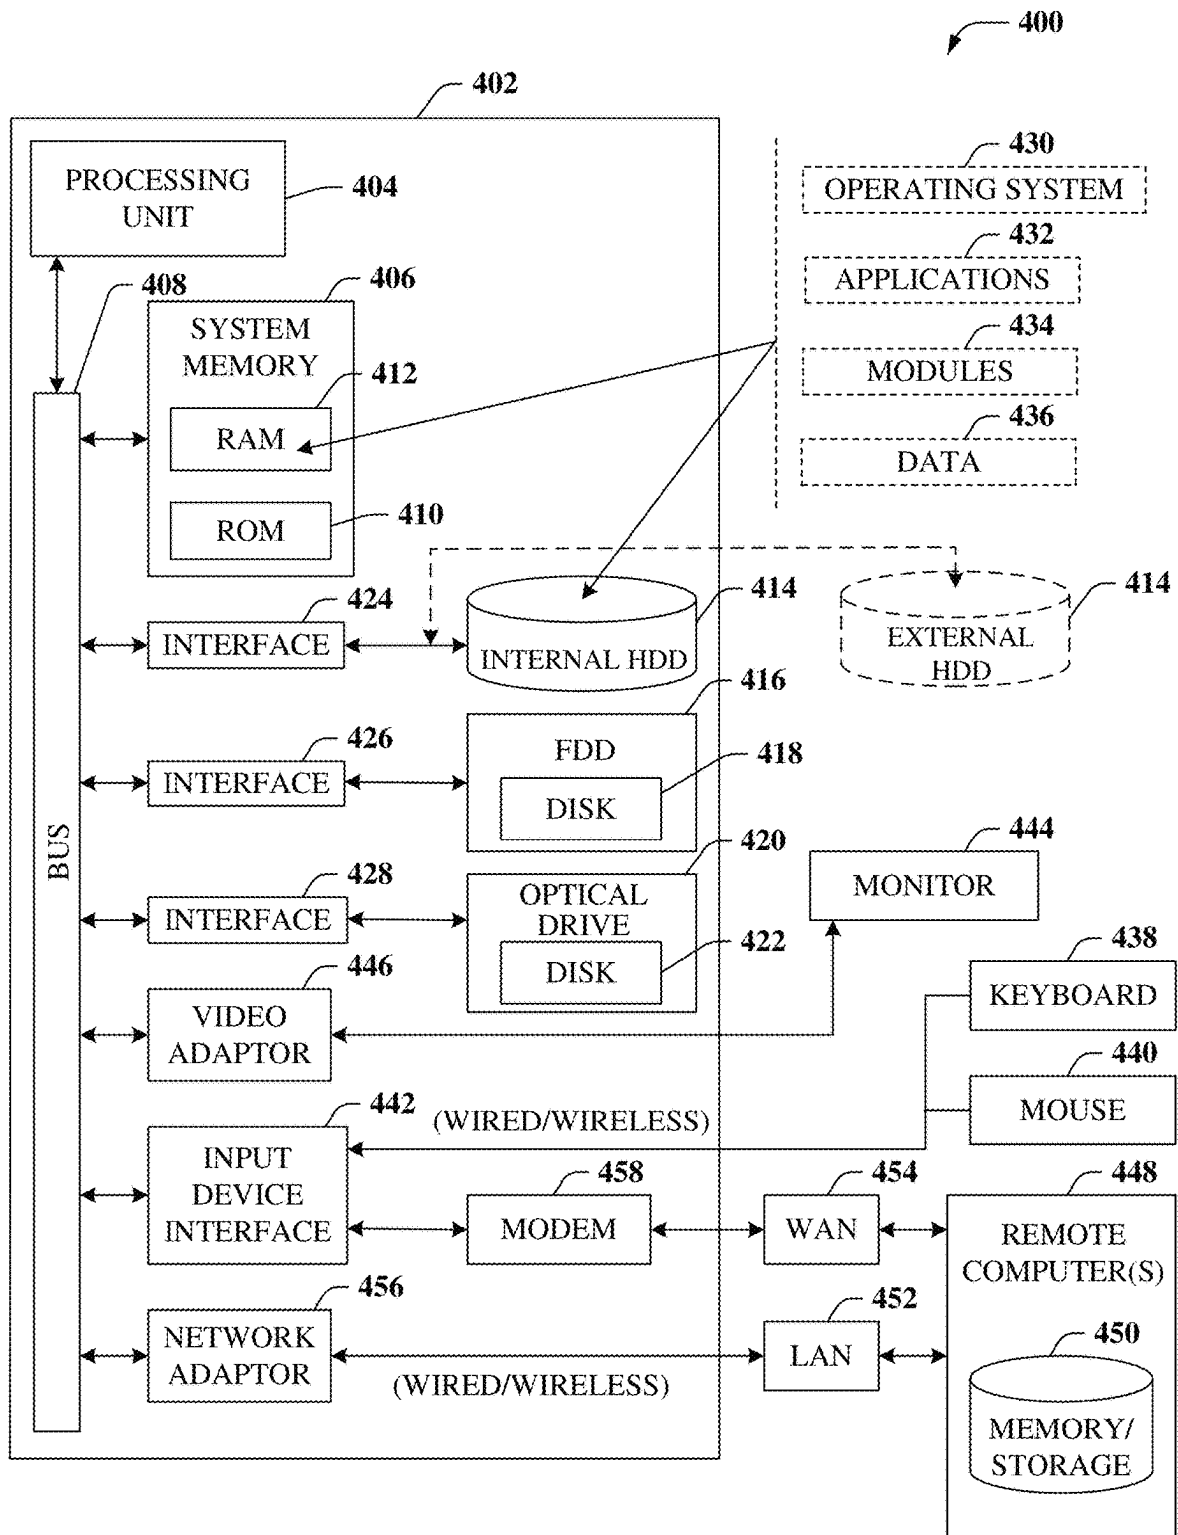 400
402
PROCESSING
UNIT
404
408
406
SYSTEM
MEMORY
412
RAM
410
ROM
430
OPERATING SYSTEM
432
APPLICATIONS
434
MODULES
436
DATA
424
INTERFACE
414
INTERNAL HDD
414
EXTERNAL
HDD
416
426
INTERFACE
FDD
418
DISK
BUS
420
428
INTERFACE
OPTICAL
DRIVE
422
DISK
444
MONITOR
446
VIDEO
ADAPTOR
438
KEYBOARD
440
MOUSE
442
(WIRED/WIRELESS)
INPUT
DEVICE
INTERFACE
458
MODEM
454
WAN
448
REMOTE
COMPUTER(S)
456
NETWORK
ADAPTOR
(WIRED/WIRELESS)
452
LAN
450
MEMORY/
STORAGE